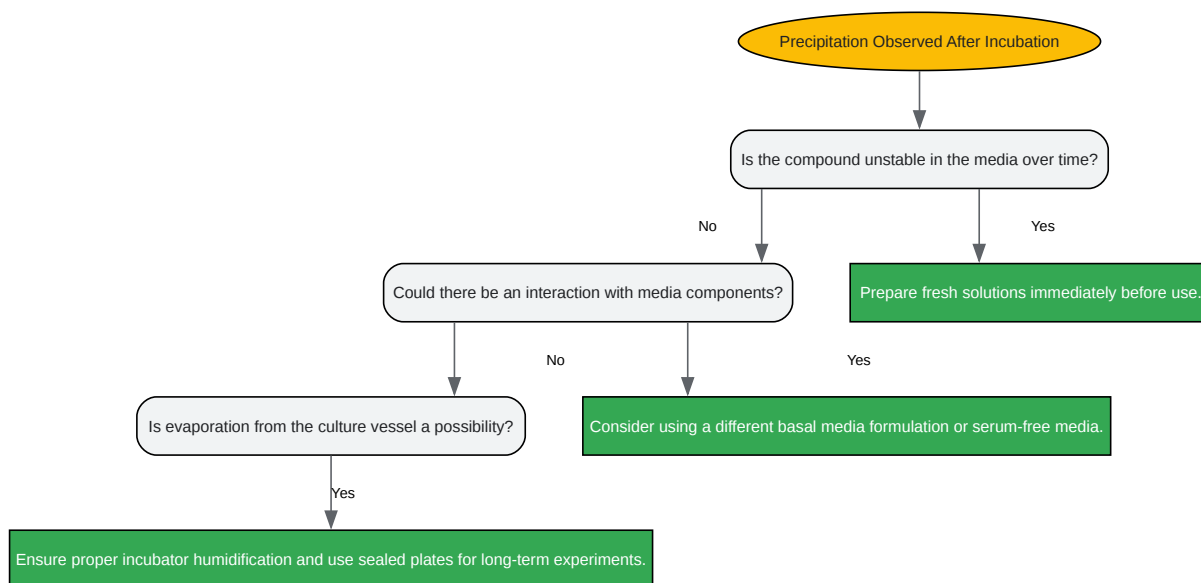 Precipitation Observed After Incubation
Is the compound unstable in the media over time?
No
Yes
Could there be an interaction with media components?
Prepare fresh solutions immediately before use.
No
Yes
Is evaporation from the culture vessel a possibility?
Consider using a different basal media formulation or serum-free media.
Yes
Ensure proper incubator humidification and use sealed plates for long-term experiments.